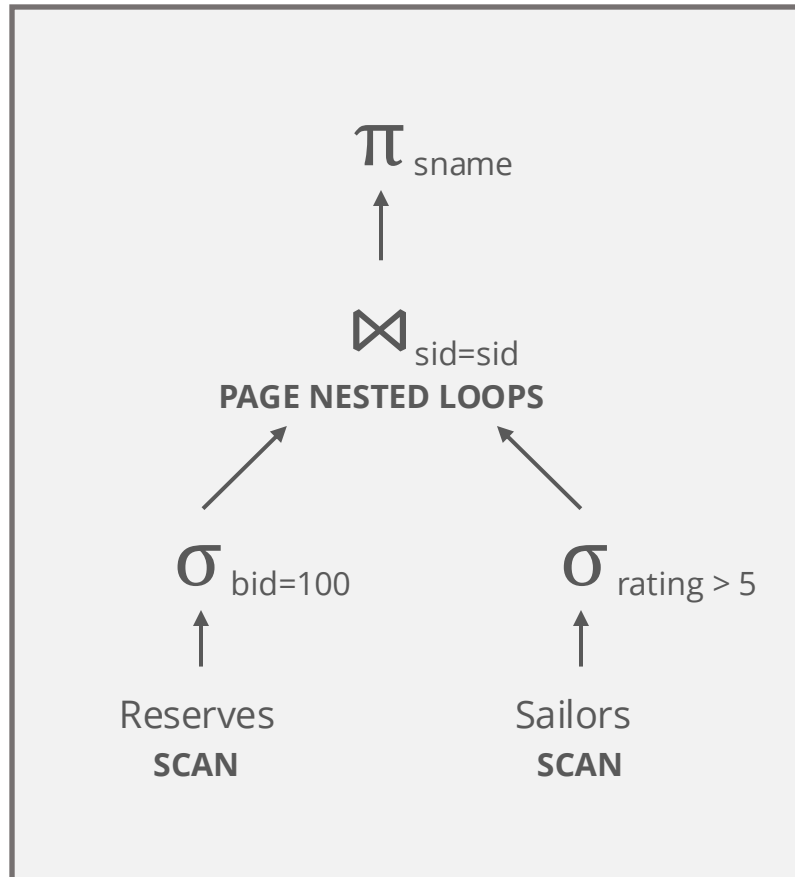 π sname
⋈ sid=sid
PAGE NESTED LOOPS
σ bid=100
σ rating > 5
Reserves
Sailors
SCAN
SCAN